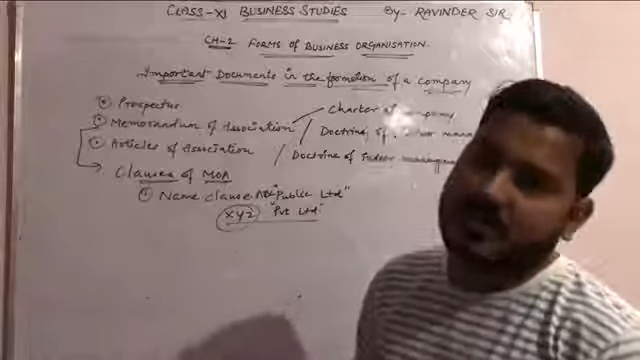 CLASS-XI BUSINESS STUDIES By- RAVINDER SIR
CH-2 FORMS OF BUSINESS ORGANISATION.
Important Documents in the formation of a company
Prospectus
Memorandum of Association Charter of company
Doctrine of
Articles of Association Doctrine of Indoor
Clauses of MOA
① Name clause "Public Ltd"
XYZ "Pvt Ltd"